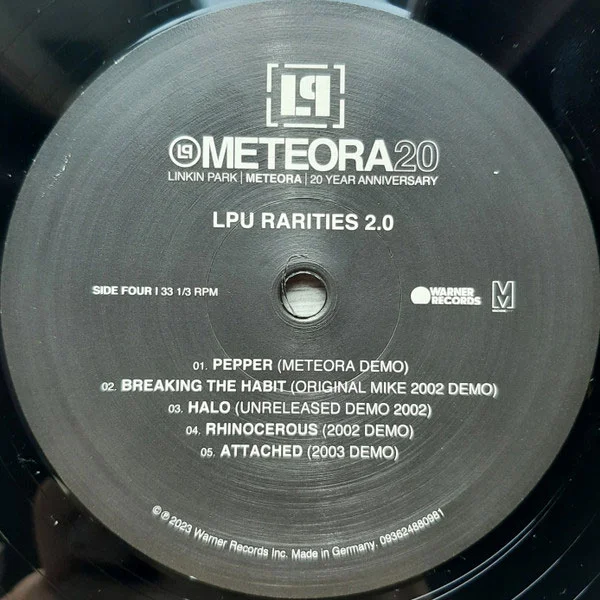 LP
LP METEORA20
LINKIN PARK | METEORA | 20 YEAR ANNIVERSARY
LPU RARITIES 2.0
SIDE FOUR | 33 1/3 RPM
WARNER
RECORDS
01. PEPPER (METEORA DEMO)
02. BREAKING THE HABIT (ORIGINAL MIKE 2002 DEMO)
03. HALO (UNRELEASED DEMO 2002)
04. RHINOCEROUS (2002 DEMO)
05. ATTACHED (2003 DEMO)
© ℗ 2023 Warner Records Inc. Made in Germany. 093624880981